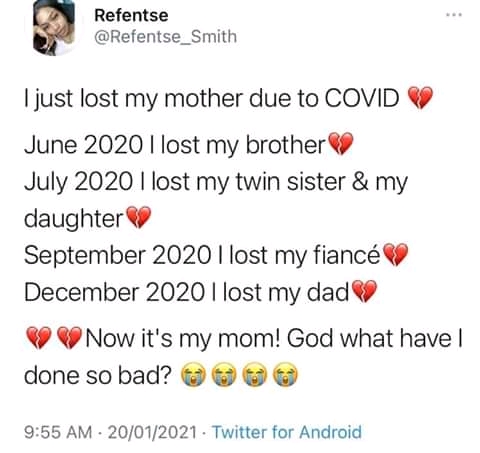 Refentse
@Refentse_Smith
I just lost my mother due to COVID 💔
June 2020 I lost my brother💔
July 2020 I lost my twin sister & my
daughter💔
September 2020 I lost my fiancé💔
December 2020 I lost my dad💔
💔💔Now it's my mom! God what have I
done so bad? 😭😭😭😭
9:55 AM · 20/01/2021 · Twitter for Android